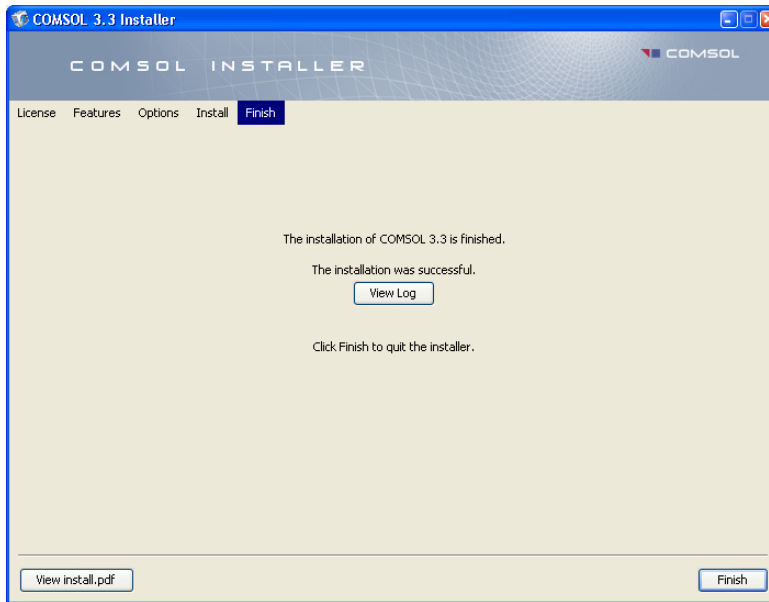 COMSOL 3.3 Installer
COMSOL INSTALLER
COMSOL
License Features Options Install Finish
The installation of COMSOL 3.3 is finished.
The installation was successful.
View Log
Click Finish to quit the installer.
View install.pdf
Finish